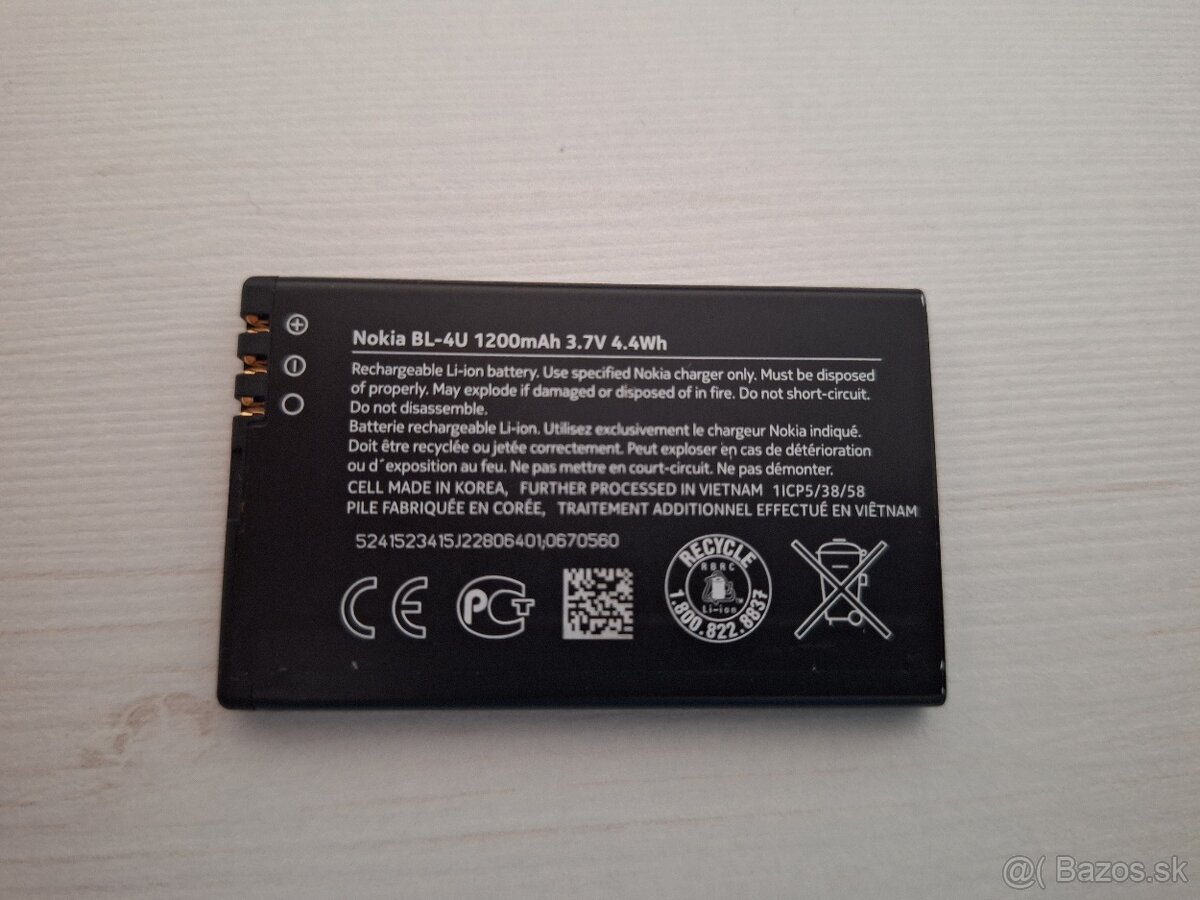 Nokia BL-4U 1200mAh 3.7V 4.4Wh
Rechargeable Li-ion battery. Use specified Nokia charger only. Must be disposed
of properly. May explode if damaged or disposed of in fire. Do not short-circuit.
Do not disassemble.
Batterie rechargeable Li-ion. Utilisez exclusivement le chargeur Nokia indiqué.
Doit être recyclée ou jetée correctement. Peut exploser en cas de détérioration
ou d´exposition au feu. Ne pas mettre en court-circuit. Ne pas démonter.
CELL MADE IN KOREA, FURTHER PROCESSED IN VIETNAM 1ICP5/38/58
PILE FABRIQUÉE EN CORÉE, TRAITEMENT ADDITIONNEL EFFECTUÉ EN VIÊTNAM
5241523415J22806401,0670560
CE
РСТ
RECYCLE
RBRC
Li-ion
TM
1.800.822.8837
@( Bazos.sk